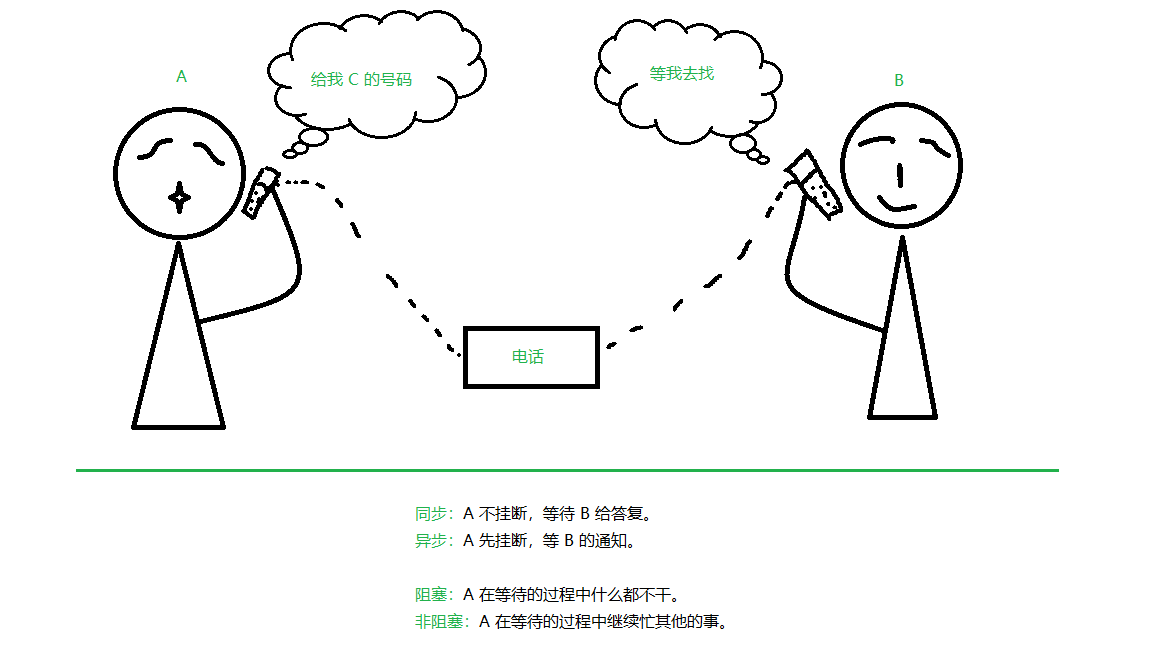 A
给我 C 的号码
等我去找
B
电话
同步：A 不挂断，等待 B 给答复。
异步：A 先挂断，等 B 的通知。
阻塞：A 在等待的过程中什么都不干。
非阻塞：A 在等待的过程中继续忙其他的事。